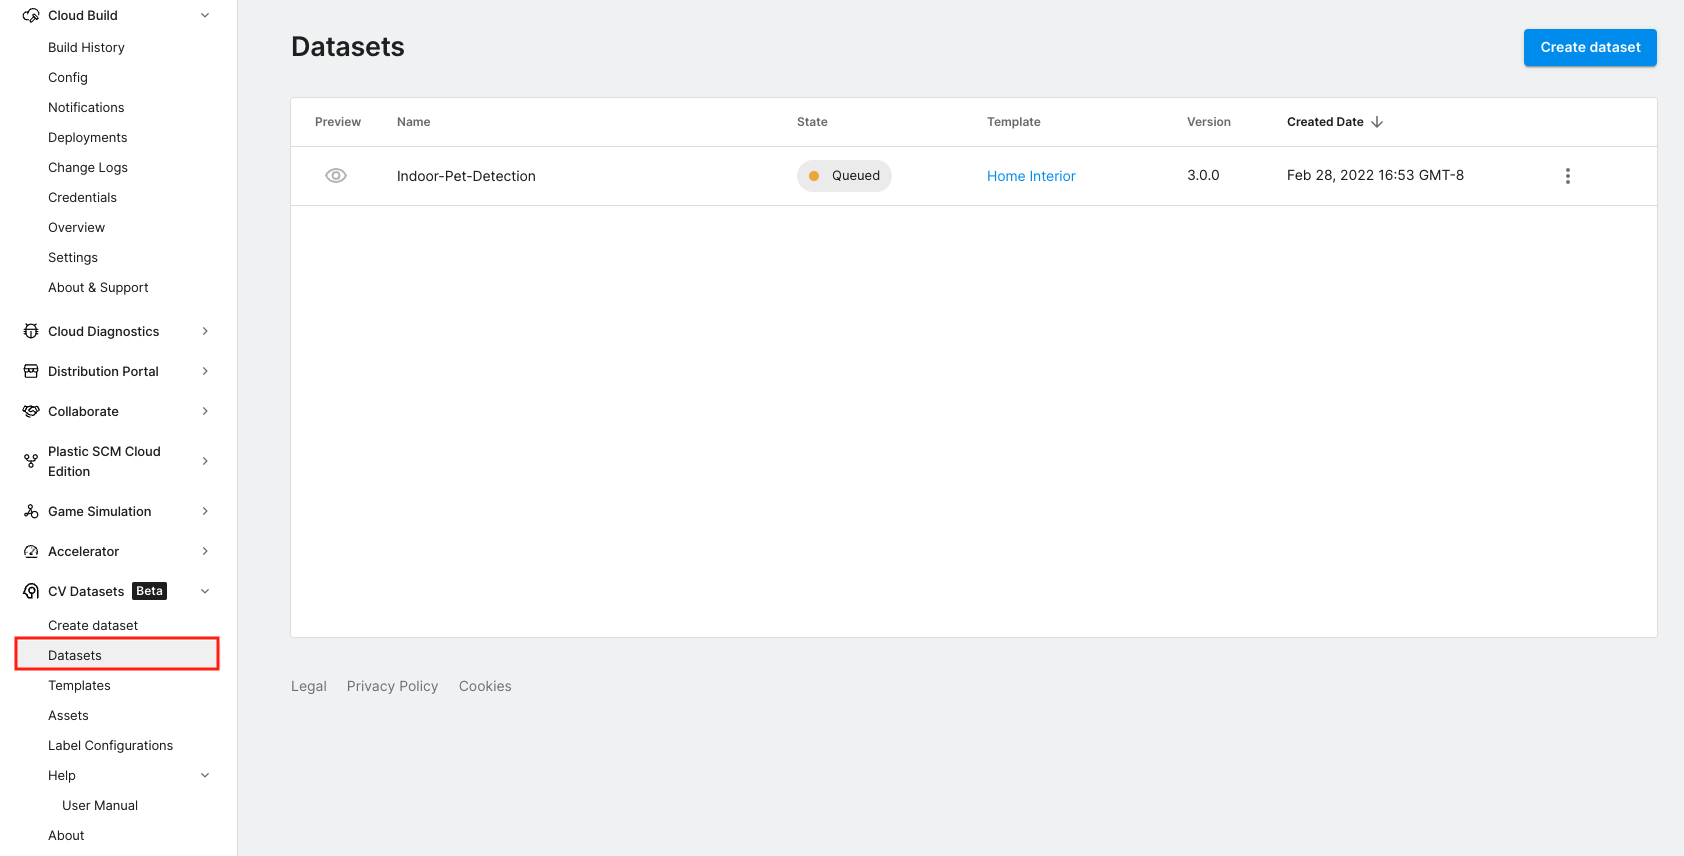 Cloud Build
Build History
Config
Notifications
Deployments
Change Logs
Credentials
Overview
Settings
About & Support
Cloud Diagnostics
Distribution Portal
Collaborate
Plastic SCM Cloud
Edition
Game Simulation
Accelerator
CV Datasets Beta
Create dataset
Datasets
Templates
Assets
Label Configurations
Help
User Manual
About
Datasets
Create dataset
Preview Name State Template Version Created Date
Indoor-Pet-Detection Queued Home Interior 3.0.0 Feb 28, 2022 16:53 GMT-8
Legal Privacy Policy Cookies